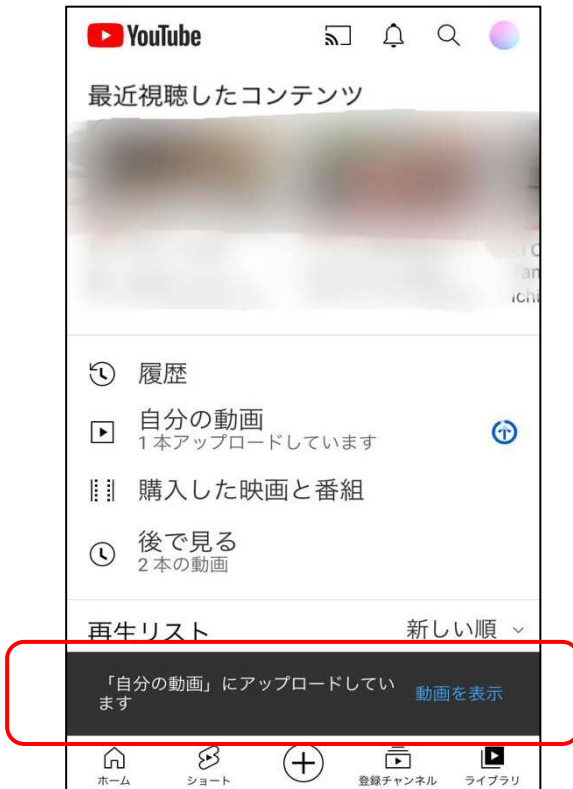 YouTube
最近視聴したコンテンツ
履歴
自分の動画
1本アップロードしています
購入した映画と番組
後で見る
2本の動画
再生リスト 新しい順
「自分の動画」にアップロードしてい
ます
動画を表示
ホーム ショート 登録チャンネル ライブラリ